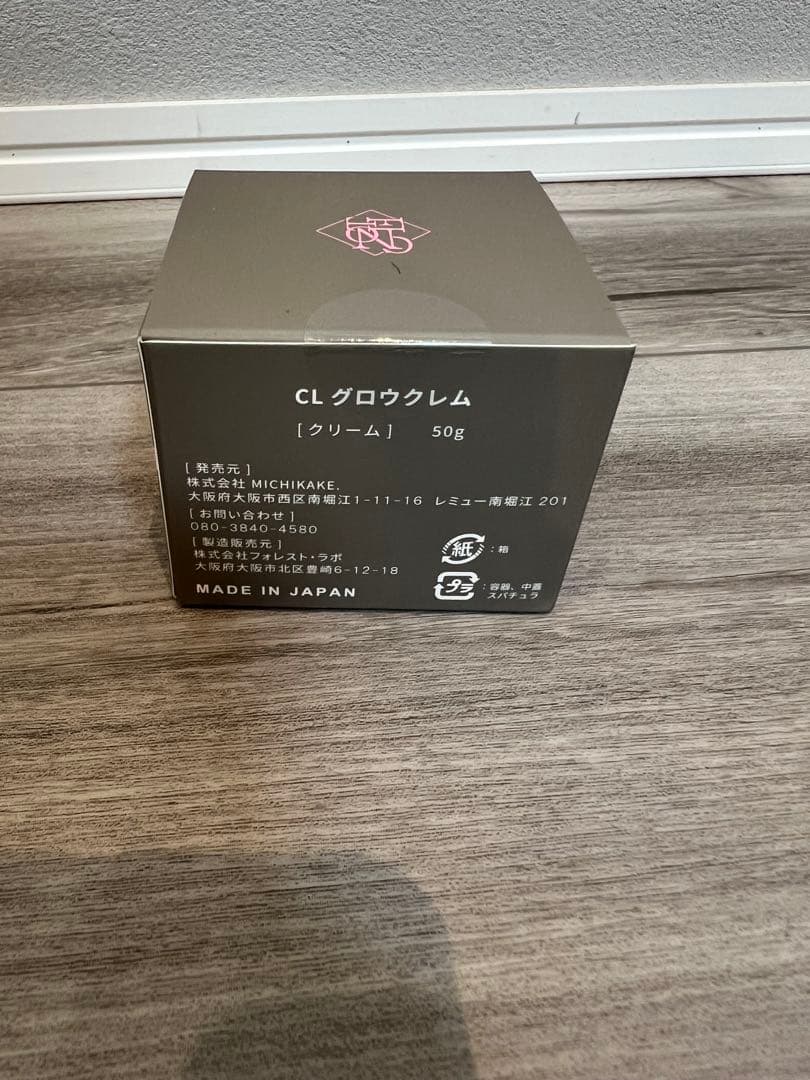 CL グロウクレム
[ クリーム ] 50g
[ 発売元 ]
株式会社 MICHIKAKE.
大阪府大阪市西区南堀江1-11-16 レミュー南堀江 201
[ お問い合わせ ]
080-3840-4580
[ 製造販売元 ]
株式会社フォレスト・ラボ
大阪府大阪市北区豊崎6-12-18
MADE IN JAPAN
紙 : 箱
プラ : 容器、中蓋
スパチュラ